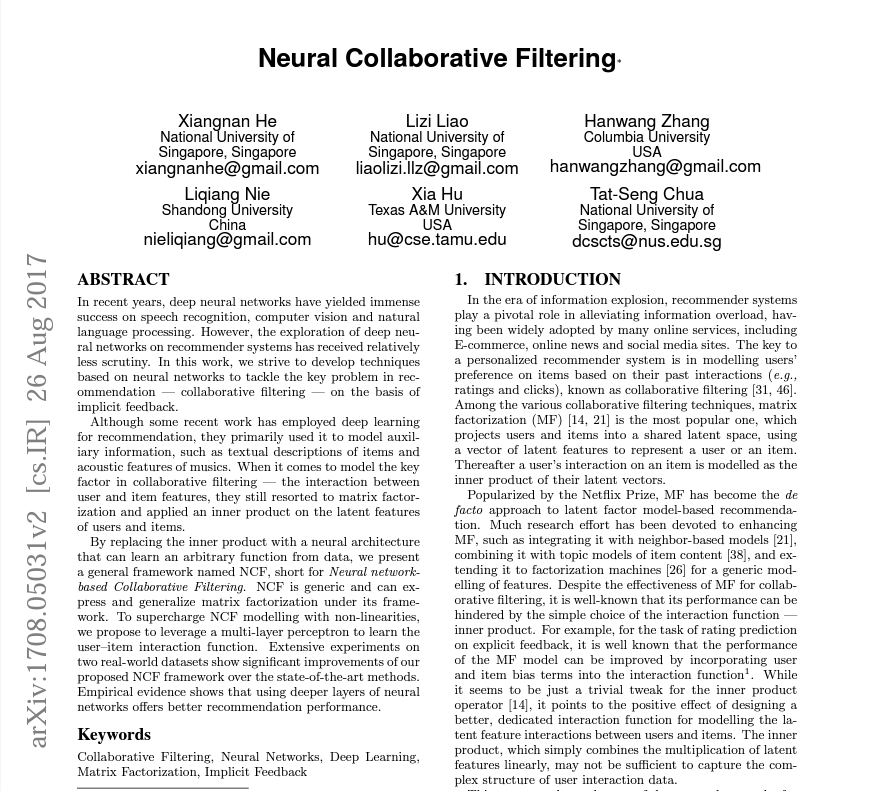 Neural Collaborative Filtering*
Xiangnan He
National University of
Singapore, Singapore
xiangnanhe@gmail.com
Lizi Liao
National University of
Singapore, Singapore
liaolizi.llz@gmail.com
Hanwang Zhang
Columbia University
USA
hanwangzhang@gmail.com
Liqiang Nie
Shandong University
China
nieliqiang@gmail.com
Xia Hu
Texas A&M University
USA
hu@cse.tamu.edu
Tat-Seng Chua
National University of
Singapore, Singapore
dcscts@nus.edu.sg
arXiv:1708.05031v2 [cs.IR] 26 Aug 2017
ABSTRACT
In recent years, deep neural networks have yielded immense
success on speech recognition, computer vision and natural
language processing. However, the exploration of deep neu-
ral networks on recommender systems has received relatively
less scrutiny. In this work, we strive to develop techniques
based on neural networks to tackle the key problem in rec-
ommendation — collaborative filtering — on the basis of
implicit feedback.
Although some recent work has employed deep learning
for recommendation, they primarily used it to model auxil-
iary information, such as textual descriptions of items and
acoustic features of musics. When it comes to model the key
factor in collaborative filtering — the interaction between
user and item features, they still resorted to matrix factor-
ization and applied an inner product on the latent features
of users and items.
By replacing the inner product with a neural architecture
that can learn an arbitrary function from data, we present
a general framework named NCF, short for Neural network-
based Collaborative Filtering. NCF is generic and can ex-
press and generalize matrix factorization under its frame-
work. To supercharge NCF modelling with non-linearities,
we propose to leverage a multi-layer perceptron to learn the
user–item interaction function. Extensive experiments on
two real-world datasets show significant improvements of our
proposed NCF framework over the state-of-the-art methods.
Empirical evidence shows that using deeper layers of neural
networks offers better recommendation performance.
Keywords
Collaborative Filtering, Neural Networks, Deep Learning,
Matrix Factorization, Implicit Feedback
1. INTRODUCTION
In the era of information explosion, recommender systems
play a pivotal role in alleviating information overload, hav-
ing been widely adopted by many online services, including
E-commerce, online news and social media sites. The key to
a personalized recommender system is in modelling users'
preference on items based on their past interactions (e.g.,
ratings and clicks), known as collaborative filtering [31, 46].
Among the various collaborative filtering techniques, matrix
factorization (MF) [14, 21] is the most popular one, which
projects users and items into a shared latent space, using
a vector of latent features to represent a user or an item.
Thereafter a user's interaction on an item is modelled as the
inner product of their latent vectors.
Popularized by the Netflix Prize, MF has become the de
facto approach to latent factor model-based recommenda-
tion. Much research effort has been devoted to enhancing
MF, such as integrating it with neighbor-based models [21],
combining it with topic models of item content [38], and ex-
tending it to factorization machines [26] for a generic mod-
elling of features. Despite the effectiveness of MF for collab-
orative filtering, it is well-known that its performance can be
hindered by the simple choice of the interaction function —
inner product. For example, for the task of rating prediction
on explicit feedback, it is well known that the performance
of the MF model can be improved by incorporating user
and item bias terms into the interaction function¹. While
it seems to be just a trivial tweak for the inner product
operator [14], it points to the positive effect of designing a
better, dedicated interaction function for modelling the la-
tent feature interactions between users and items. The inner
product, which simply combines the multiplication of latent
features linearly, may not be sufficient to capture the com-
plex structure of user interaction data.